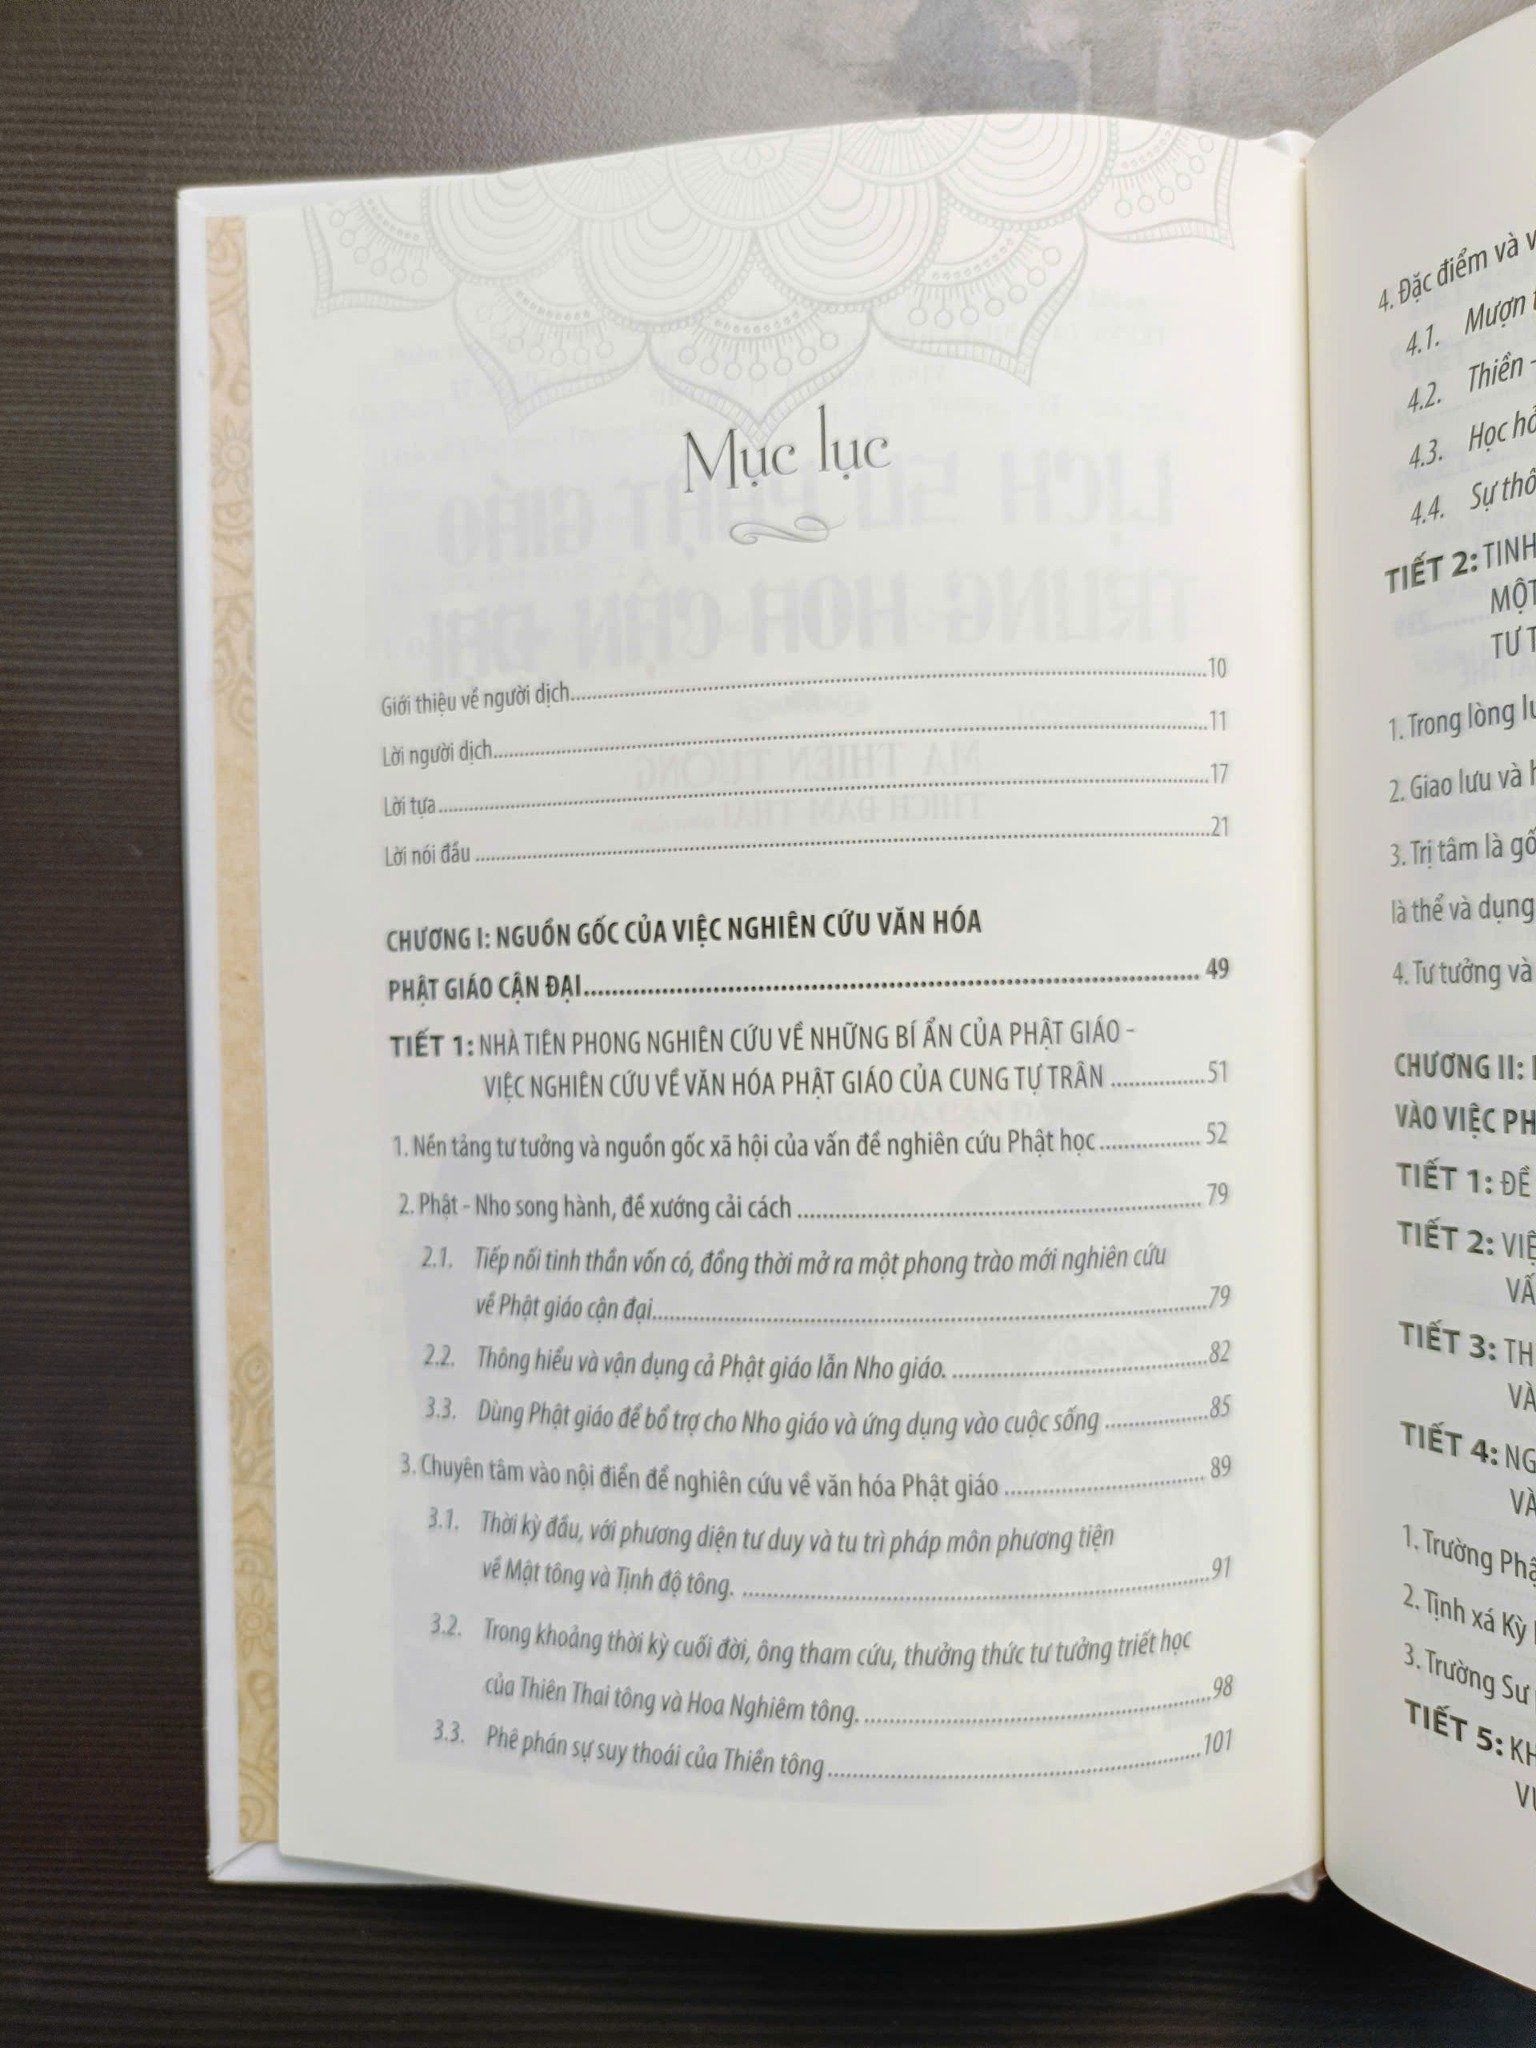 Mục lục
Giới thiệu về người dịch..........10
Lời người dịch..........11
Lời tựa..........17
Lời nói đầu..........21
CHƯƠNG I: NGUỒN GỐC CỦA VIỆC NGHIÊN CỨU VĂN HÓA
PHẬT GIÁO CẬN ĐẠI.......... 49
TIẾT 1: NHÀ TIÊN PHONG NGHIÊN CỨU VỀ NHỮNG BÍ ẨN CỦA PHẬT GIÁO -
VIỆC NGHIÊN CỨU VỀ VĂN HÓA PHẬT GIÁO CỦA CUNG TỰ TRÂN ..........51
1. Nền tảng tư tưởng và nguồn gốc xã hội của vấn đề nghiên cứu Phật học.......... 52
2. Phật - Nho song hành, đề xướng cải cách .......... 79
2.1. Tiếp nối tinh thần vốn có, đồng thời mở ra một phong trào mới nghiên cứu
về Phật giáo cận đại..........79
2.2. Thông hiểu và vận dụng cả Phật giáo lẫn Nho giáo. ..........82
3.3. Dùng Phật giáo để bổ trợ cho Nho giáo và ứng dụng vào cuộc sống ..........85
3. Chuyên tâm vào nội điển để nghiên cứu về văn hóa Phật giáo .......... 89
3.1. Thời kỳ đầu, với phương diện tư duy và tu trì pháp môn phương tiện
về Mật tông và Tịnh độ tông. ..........91
3.2. Trong khoảng thời kỳ cuối đời, ông tham cứu, thưởng thức tư tưởng triết học
của Thiên Thai tông và Hoa Nghiêm tông. ..........98
3.3. Phê phán sự suy thoái của Thiền tông ..........101
4. Đặc điểm và
4.1. Mượn
4.2. Thiền -
4.3. Học
4.4. Sự
TIẾT 2:
MỘT
TƯ
1. Trong lòng
2. Giao lưu và
3. Trị tâm là
là thể và dụng
4. Tư tưởng và
CHƯƠNG II:
VÀO VIỆC
TIẾT 1: ĐỀ
TIẾT 2:
TIẾT 3:
TIẾT 4:
1. Trường
2. Tịnh xá Kỳ
3. Trường Sư
TIẾT 5: